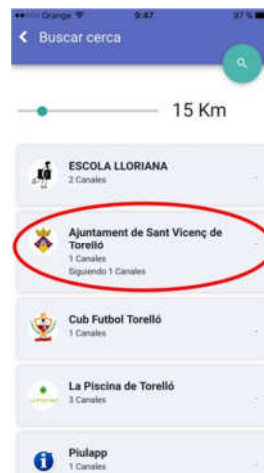 Orange 9:47 97 %
Buscar cerca
15 Km
ESCOLA LLORIANA
2 Canales
Ajuntament de Sant Vicenç de
Torelló
1 Canales
Siguiendo 1 Canales
Cub Futbol Torelló
1 Canales
La Piscina de Torelló
3 Canales
Piulapp
1 Canales